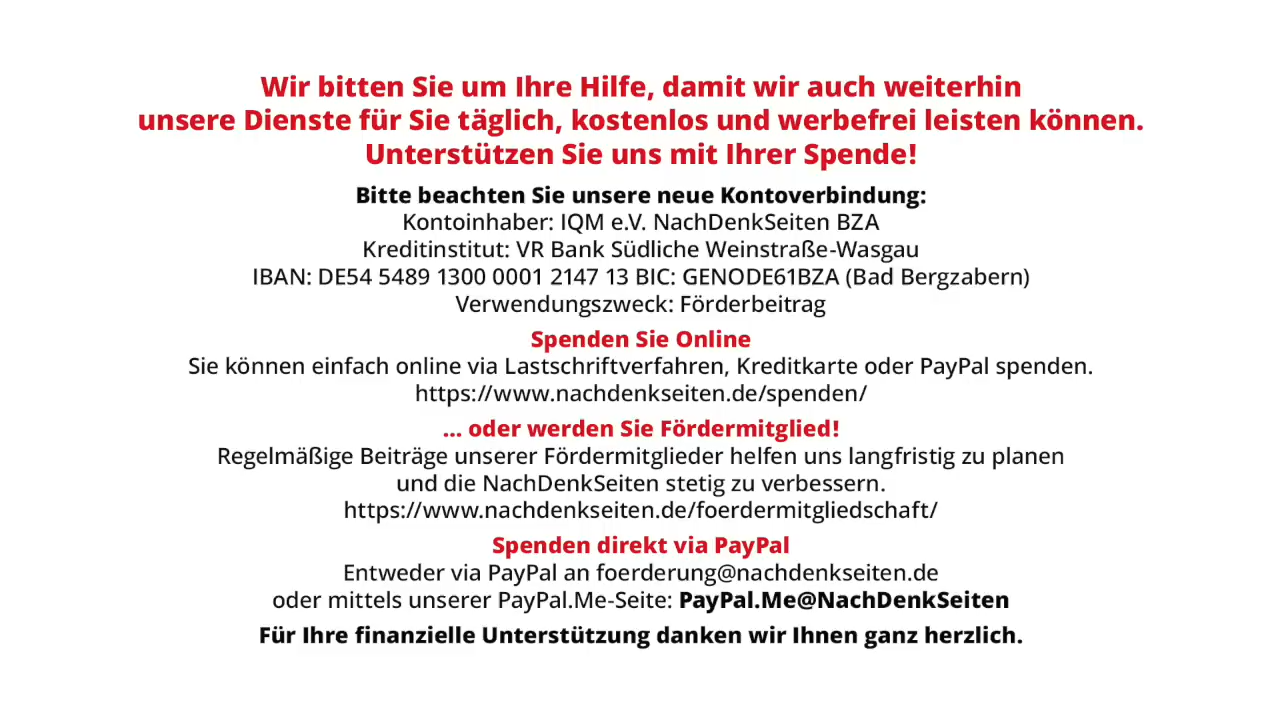 Wir bitten Sie um Ihre Hilfe, damit wir auch weiterhin
unsere Dienste für Sie täglich, kostenlos und werbefrei leisten können.
Unterstützen Sie uns mit Ihrer Spende!
Bitte beachten Sie unsere neue Kontoverbindung:
Kontoinhaber: IQM e.V. NachDenkSeiten BZA
Kreditinstitut: VR Bank Südliche Weinstraße-Wasgau
IBAN: DE54 5489 1300 0001 2147 13 BIC: GENODE61BZA (Bad Bergzabern)
Verwendungszweck: Förderbeitrag
Spenden Sie Online
Sie können einfach online via Lastschriftverfahren, Kreditkarte oder PayPal spenden.
https://www.nachdenkseiten.de/spenden/
... oder werden Sie Fördermitglied!
Regelmäßige Beiträge unserer Fördermitglieder helfen uns langfristig zu planen
und die NachDenkSeiten stetig zu verbessern.
https://www.nachdenkseiten.de/foerdermitgliedschaft/
Spenden direkt via PayPal
Entweder via PayPal an foerderung@nachdenkseiten.de
oder mittels unserer PayPal.Me-Seite: PayPal.Me@NachDenkSeiten
Für Ihre finanzielle Unterstützung danken wir Ihnen ganz herzlich.